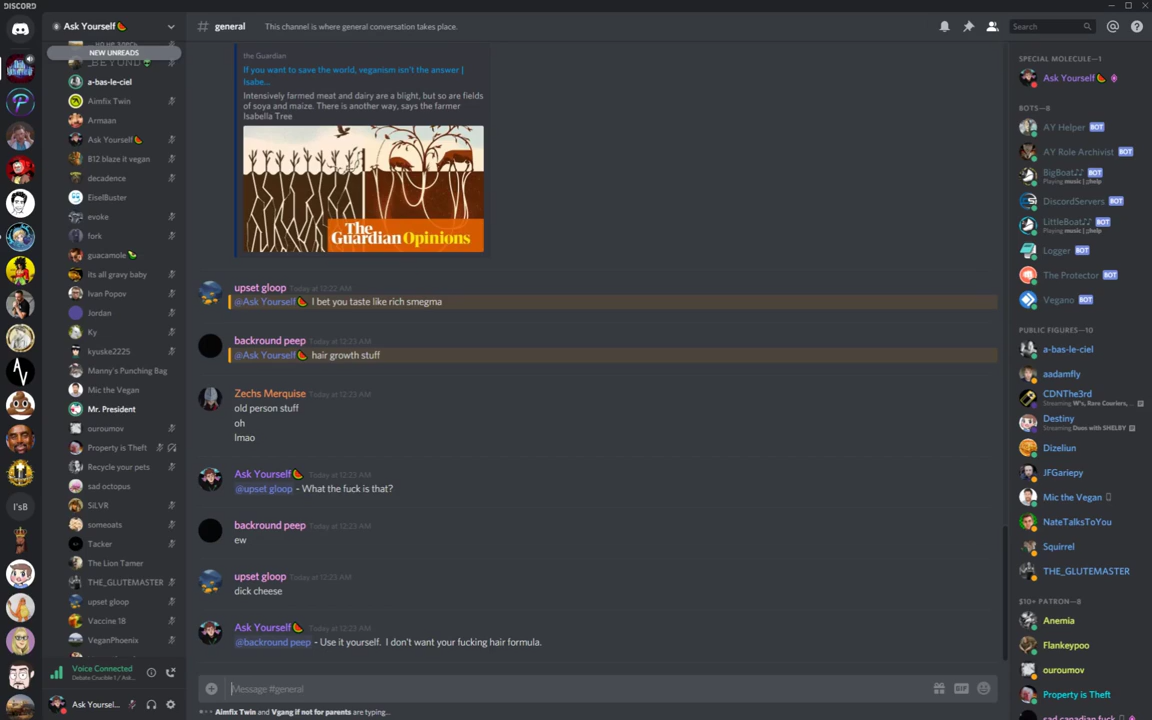 DISCORD
Ask Yourself
# general
This channel is where general conversation takes place.
Search
NEW UNREADS
_BEYOND
a-bas-le-ciel
Aimfix Twin
Armaan
Ask Yourself
B12 blaze it vegan
decadence
EiselBuster
evoke
fork
guacamole
its all gravy baby
Ivan Popov
Jordan
Ky
kyuske2225
Manny's Punching Bag
Mic the Vegan
Mr. President
ouroumov
Property is Theft
Recycle your pets
sad octopus
SiLVR
someoats
Tacker
The Lion Tamer
THE_GLUTEMASTER
upset gloop
Vaccine 18
VeganPhoenix
Voice Connected
Debate Crucible 1 / Ask...
Ask Yoursel...
I'sB
the Guardian
If you want to save the world, veganism isn't the answer |
Isabe...
Intensively farmed meat and dairy are a blight, but so are fields
of soya and maize. There is another way, says the farmer
Isabella Tree
The
Guardian Opinions
upset gloop Today at 12:22 AM
@Ask Yourself I bet you taste like rich smegma
backround peep Today at 12:23 AM
@Ask Yourself hair growth stuff
Zechs Merquise Today at 12:23 AM
old person stuff
oh
lmao
Ask Yourself Today at 12:23 AM
@upset gloop - What the fuck is that?
backround peep Today at 12:23 AM
ew
upset gloop Today at 12:23 AM
dick cheese
Ask Yourself Today at 12:23 AM
@backround peep - Use it yourself. I don't want your fucking hair formula.
Message #general
GIF
Aimfix Twin and Vgang if not for parents are typing...
SPECIAL MOLECULE—1
Ask Yourself
BOTS—8
AY Helper BOT
AY Role Archivist BOT
BigBoat BOT
Playing music | ;;help
DiscordServers BOT
LittleBoat BOT
Playing music | ;;help
Logger BOT
The Protector BOT
Vegano BOT
PUBLIC FIGURES—10
a-bas-le-ciel
aadamfly
CDNThe3rd
Streaming W's, Rare Couriers, ...
Destiny
Streaming Duos with SHELBY
Dizeliun
JFGariepy
Mic the Vegan
NateTalksToYou
Squirrel
THE_GLUTEMASTER
$10+ PATRON—8
Anemia
Flankeypoo
ouroumov
Property is Theft
sad canadian fuck